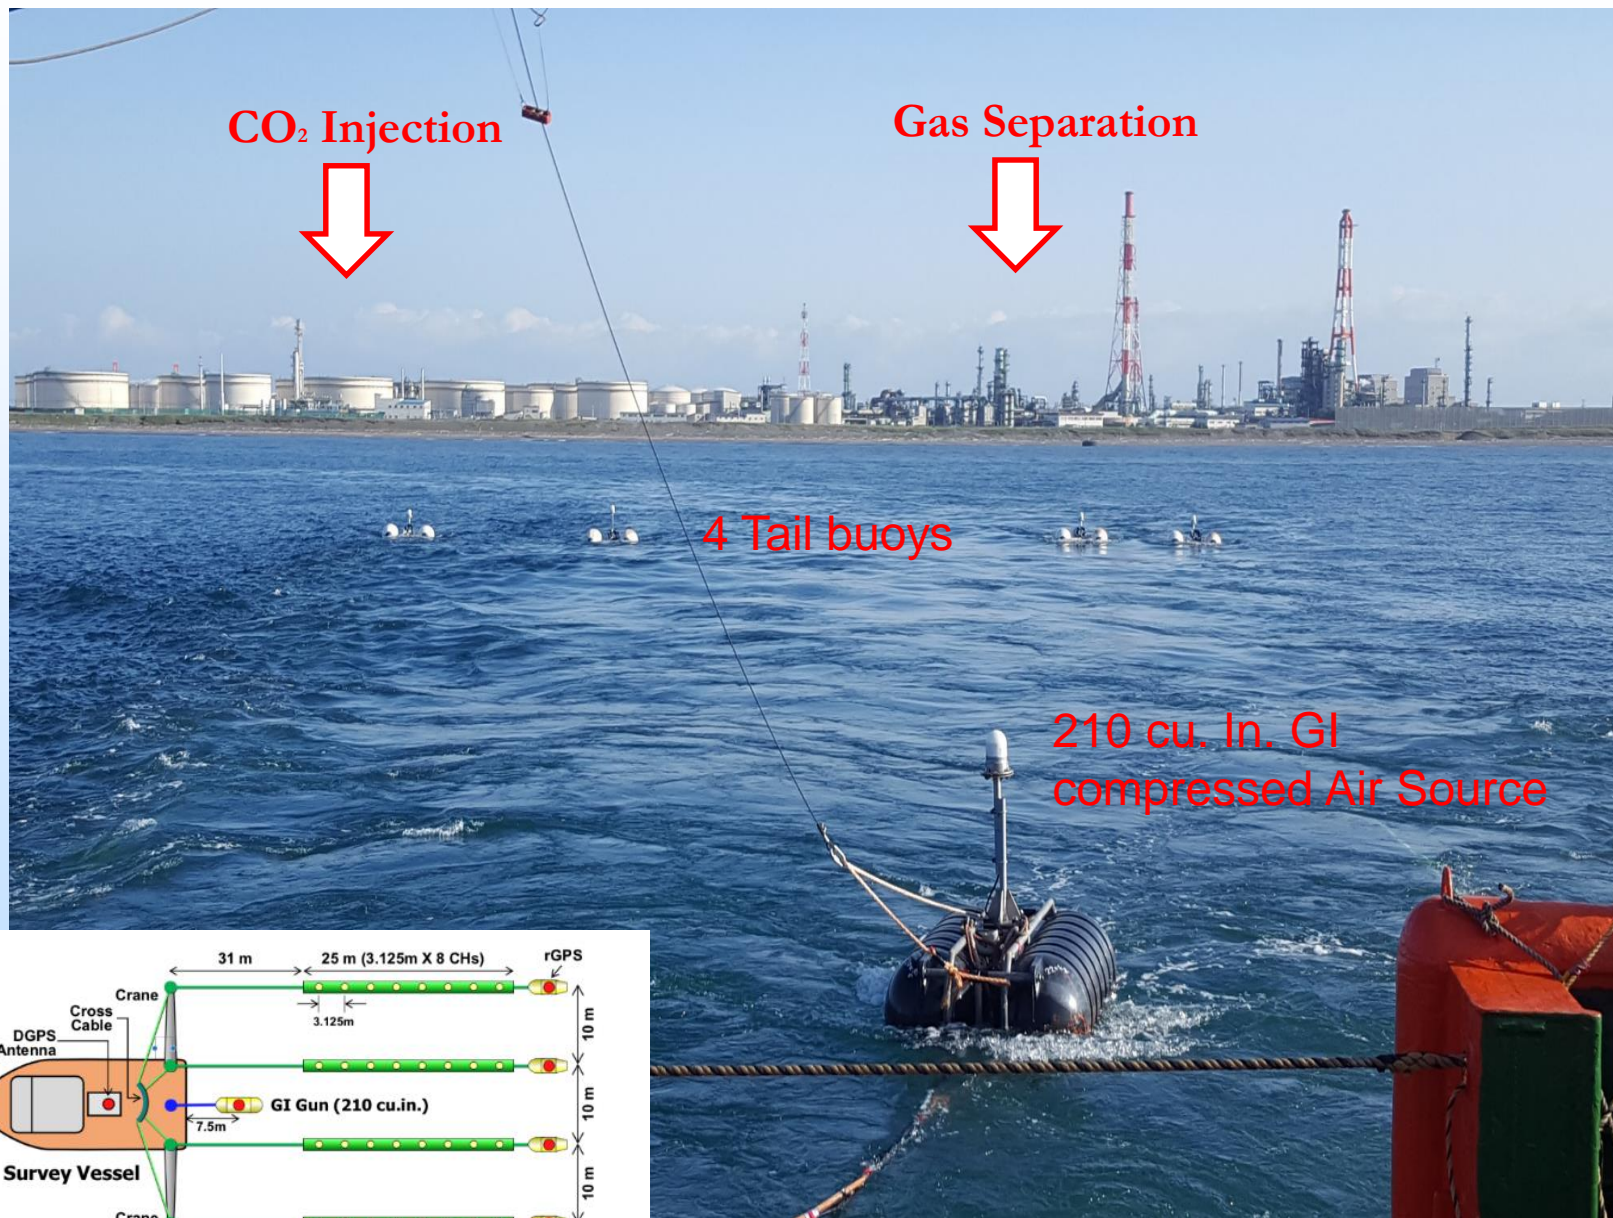 CO₂ Injection
Gas Separation
4 Tail buoys
210 cu. In. GI
compressed Air Source
31 m
25 m (3.125m X 8 CHs)
rGPS
Crane
3.125m
Cross
Cable
DGPS
Antenna
10 m
10 m
GI Gun (210 cu.in.)
7.5m
Survey Vessel
10 m
Crane